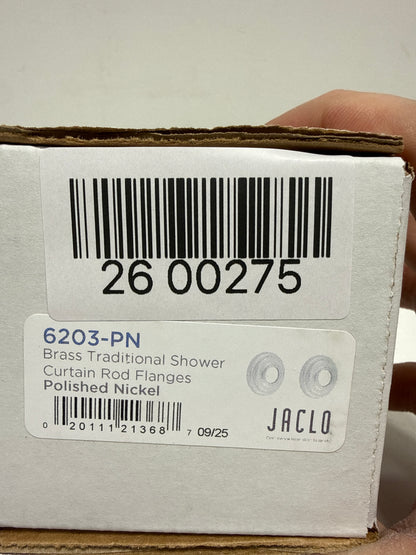 26 00275
6203-PN
Brass Traditional Shower
Curtain Rod Flanges
Polished Nickel
JACLO
0 20111 21368 7 09/25